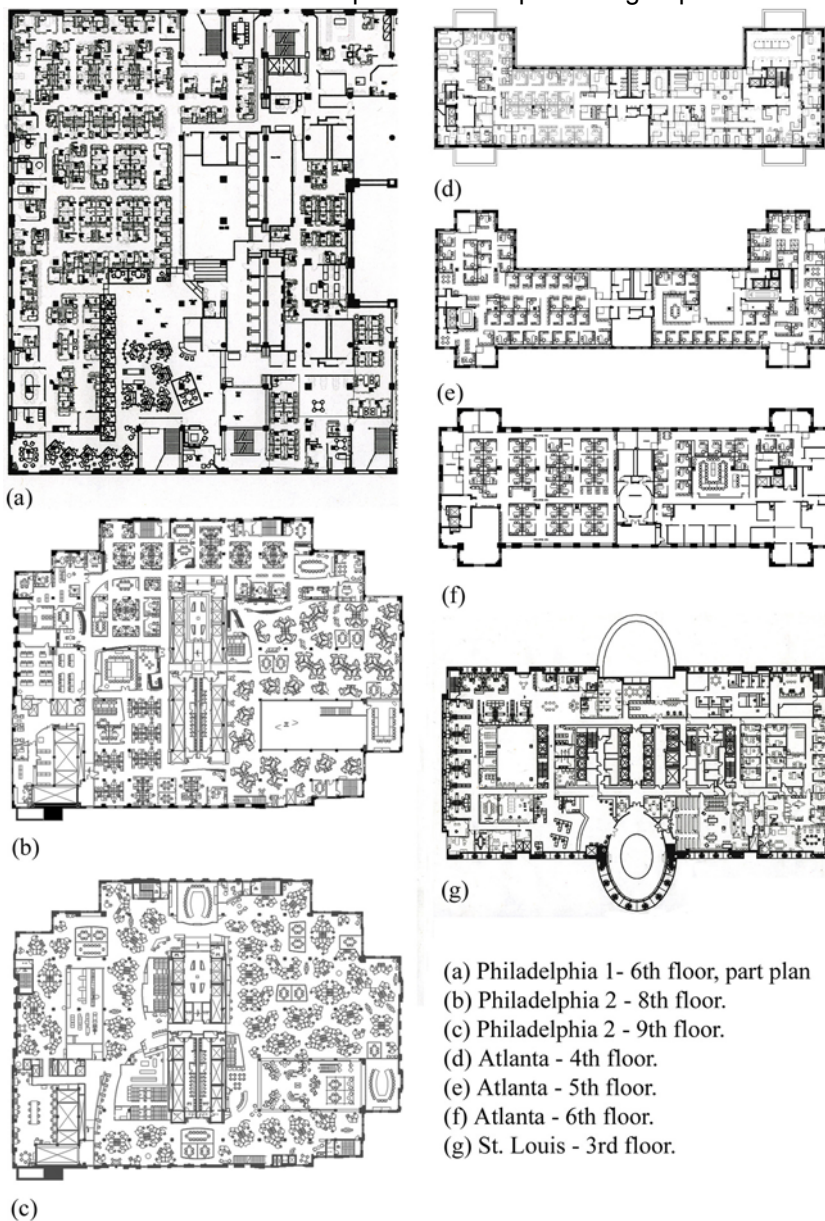 (a)
(b)
(c)
(d)
(e)
(f)
(g)
(a) Philadelphia 1- 6th floor, part plan
(b) Philadelphia 2 - 8th floor.
(c) Philadelphia 2 - 9th floor.
(d) Atlanta - 4th floor.
(e) Atlanta - 5th floor.
(f) Atlanta - 6th floor.
(g) St. Louis - 3rd floor.